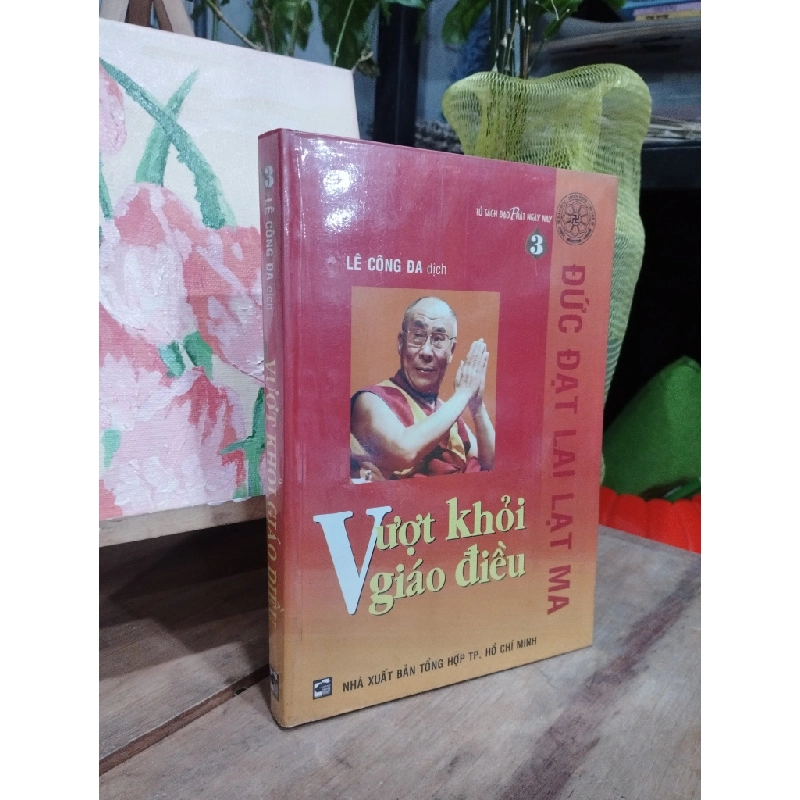 3 LÊ CÔNG ĐA dịch VƯỢT KHỎI GIÁO ĐIỀU
TỦ SÁCH ĐẠO PHẬT NGÀY NAY
3
LÊ CÔNG ĐA dịch
ĐỨC ĐẠT LAI LẠT MA
Vượt khỏi
giáo điều
NHÀ XUẤT BẢN TỔNG HỢP TP. HỒ CHÍ MINH